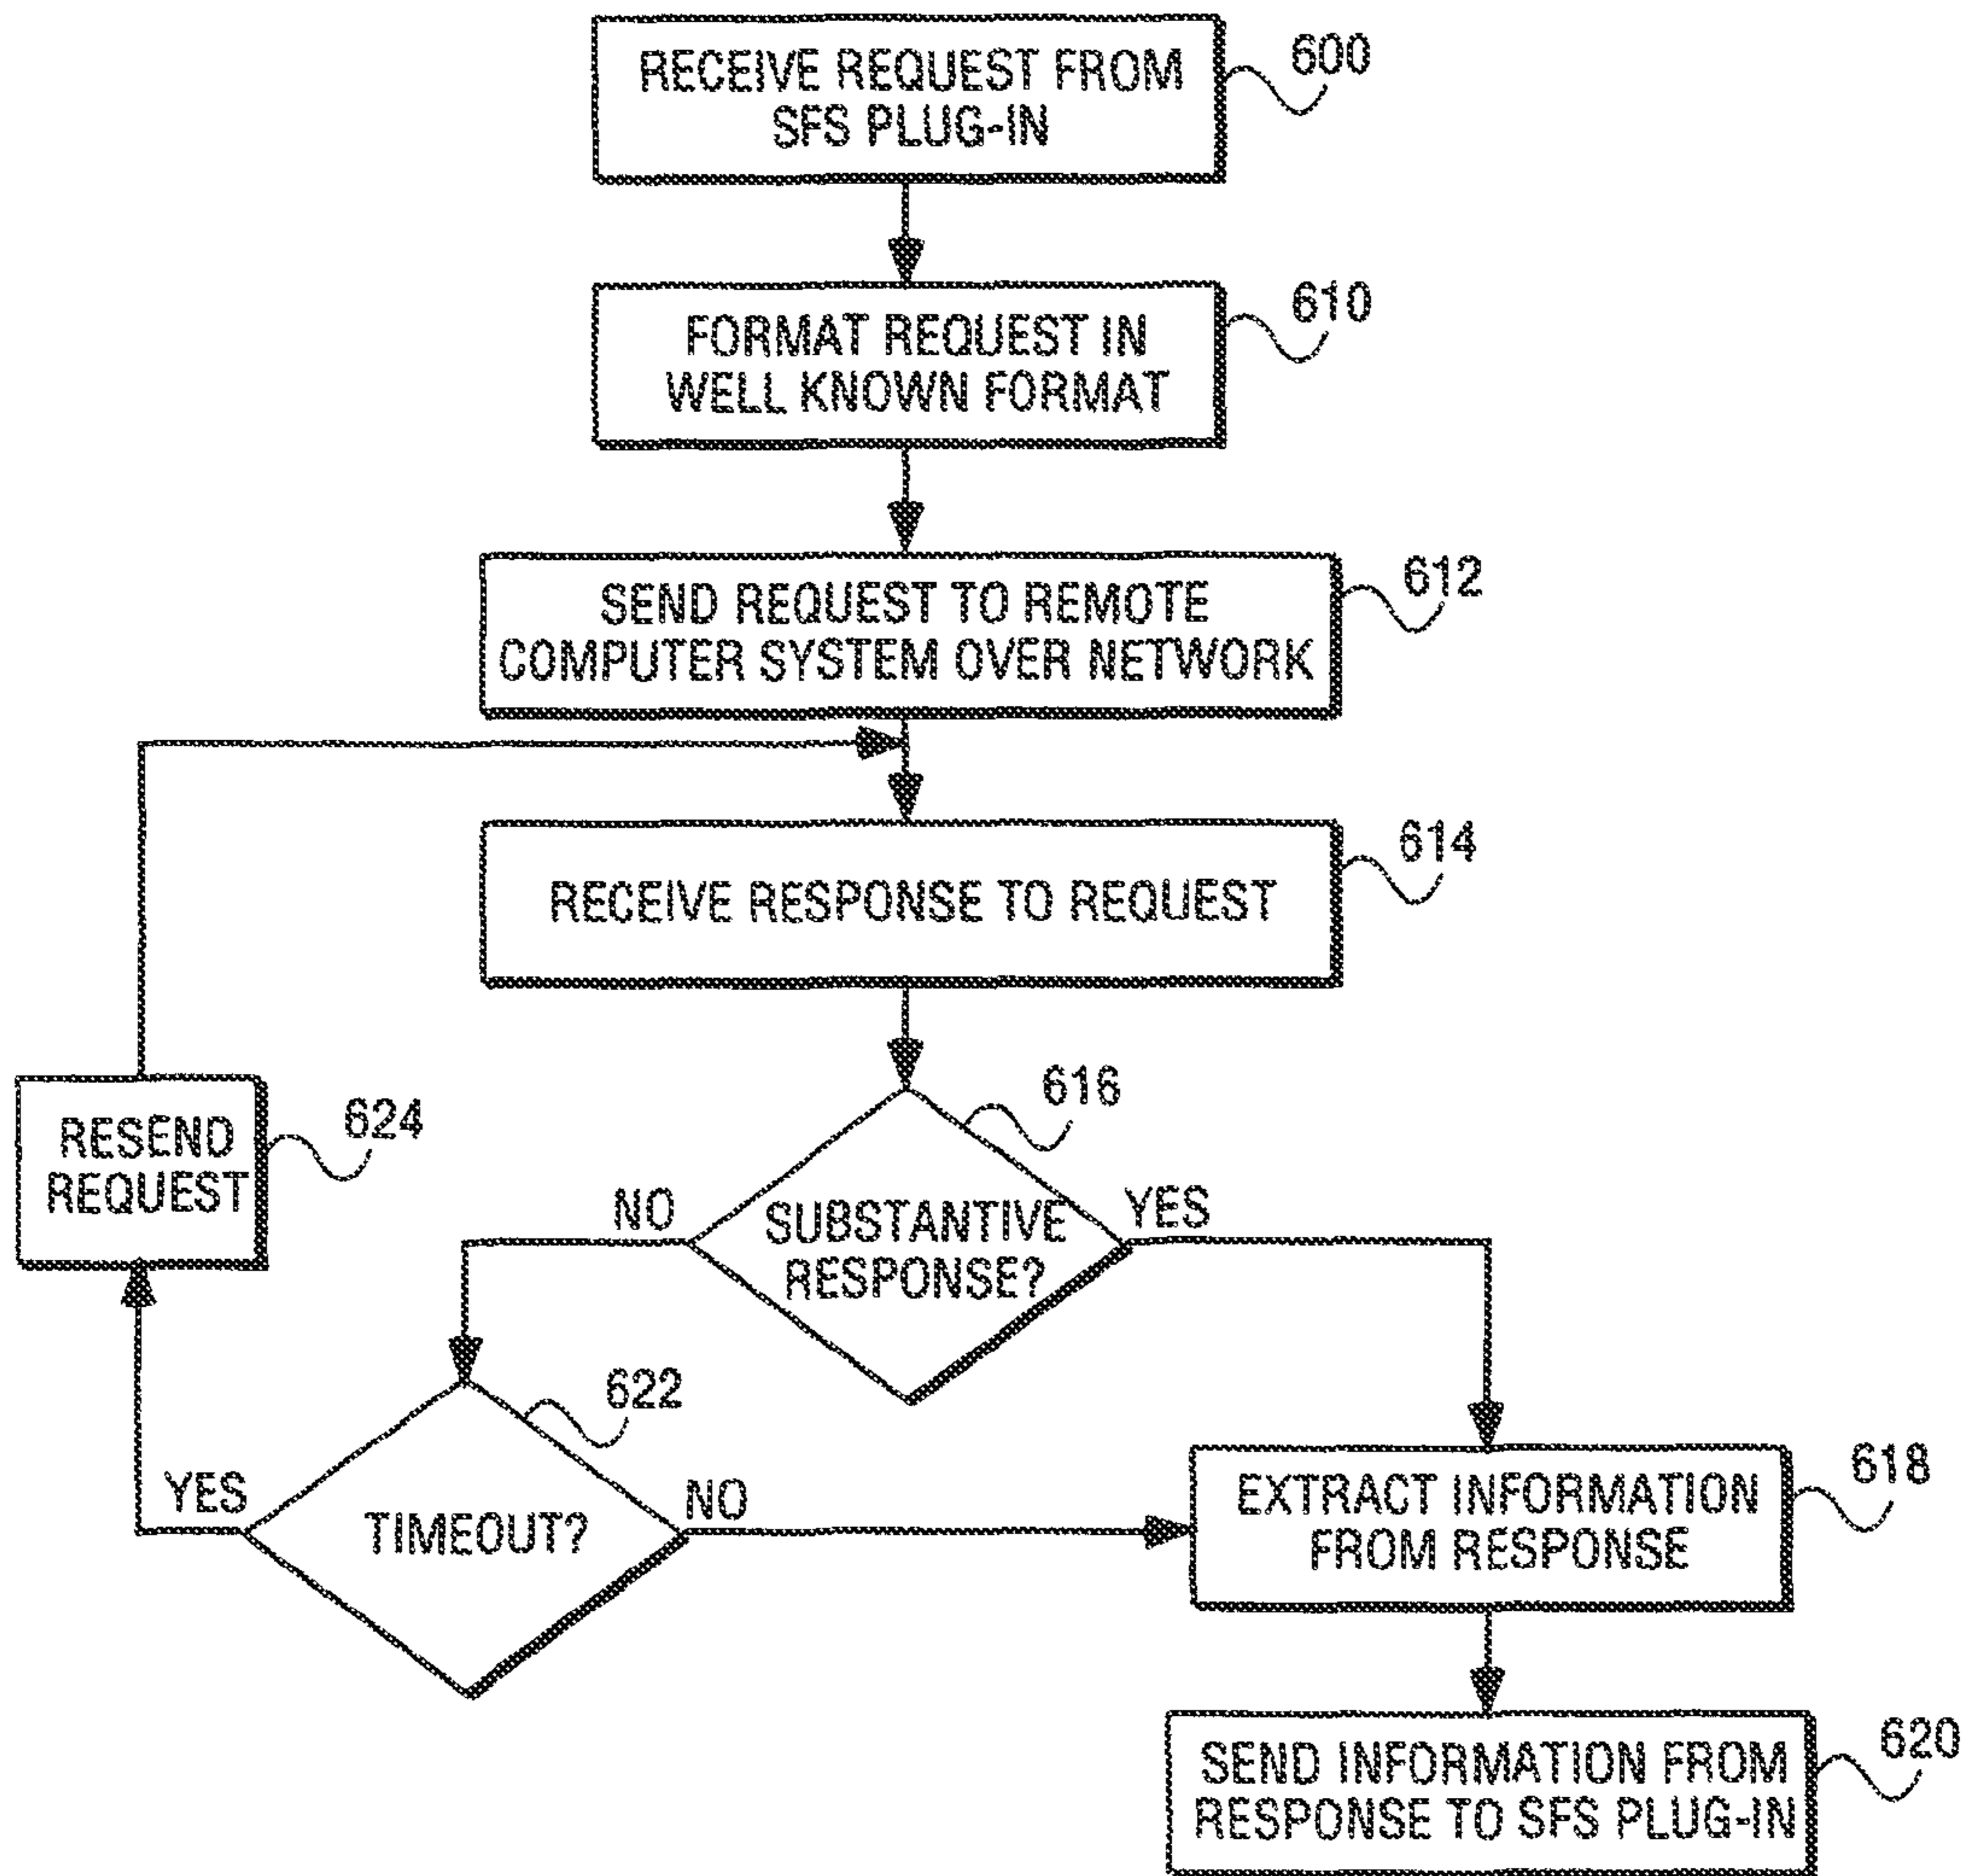 RECEIVE REQUEST FROM
SFS PLUG-IN
600
FORMAT REQUEST IN
WELL KNOWN FORMAT
610
SEND REQUEST TO REMOTE
COMPUTER SYSTEM OVER NETWORK
612
RECEIVE RESPONSE TO REQUEST
614
616
SUBSTANTIVE
RESPONSE?
NO
YES
RESEND
REQUEST
624
622
TIMEOUT?
YES
NO
EXTRACT INFORMATION
FROM RESPONSE
618
SEND INFORMATION FROM
RESPONSE TO SFS PLUG-IN
620